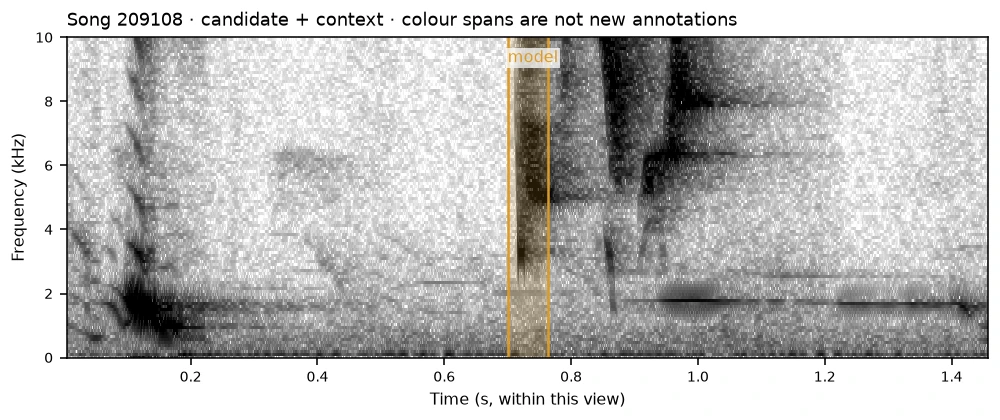 Song 209108 · candidate + context · colour spans are not new annotations
model
10
8
6
4
2
0
Frequency (kHz)
0.2 0.4 0.6 0.8 1.0 1.2 1.4
Time (s, within this view)